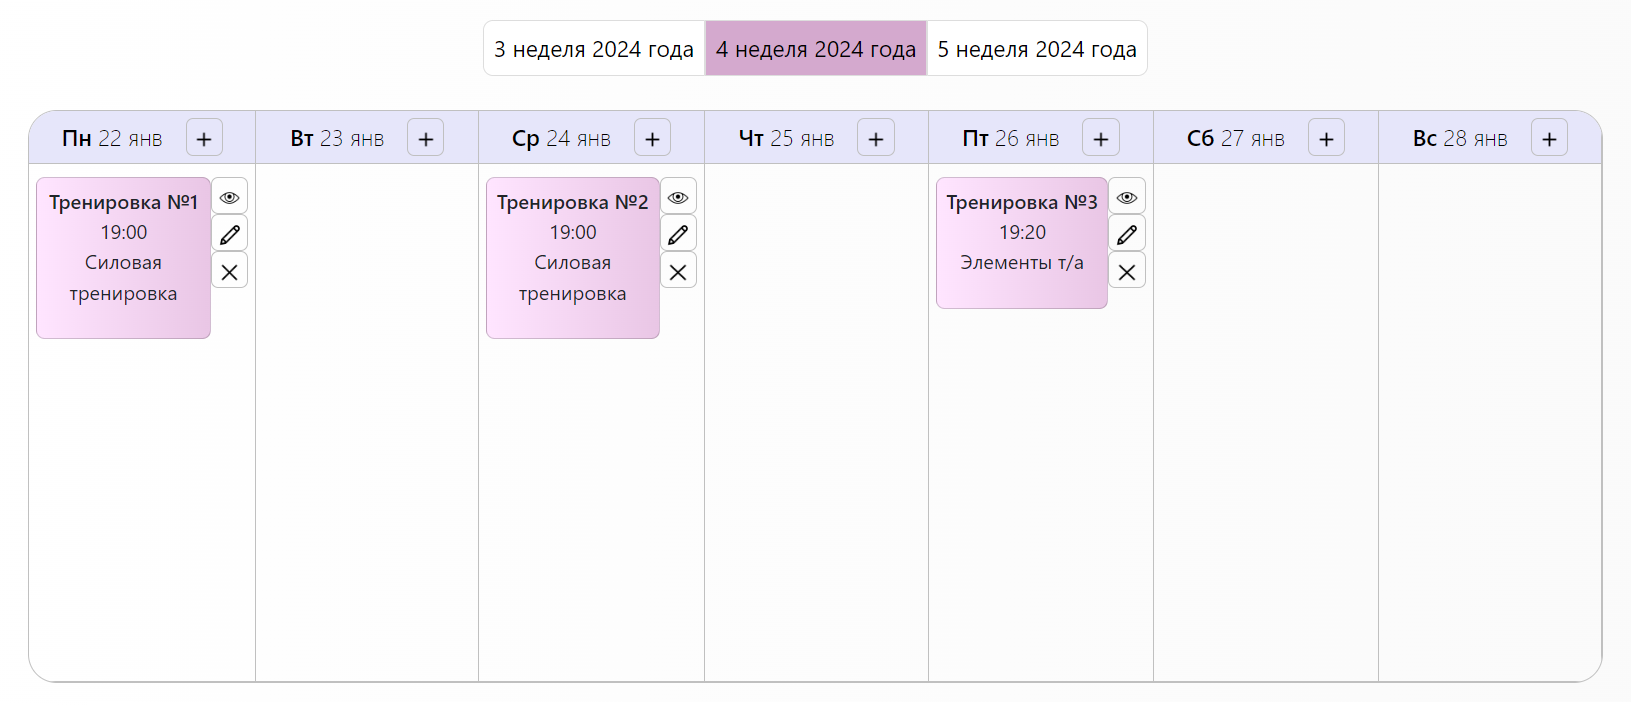 3 неделя 2024 года
4 неделя 2024 года
5 неделя 2024 года
Пн 22 янв +
Вт 23 янв +
Ср 24 янв +
Чт 25 янв +
Пт 26 янв +
Сб 27 янв +
Вс 28 янв +
Тренировка №1
19:00
Силовая
тренировка
Тренировка №2
19:00
Силовая
тренировка
Тренировка №3
19:20
Элементы т/а